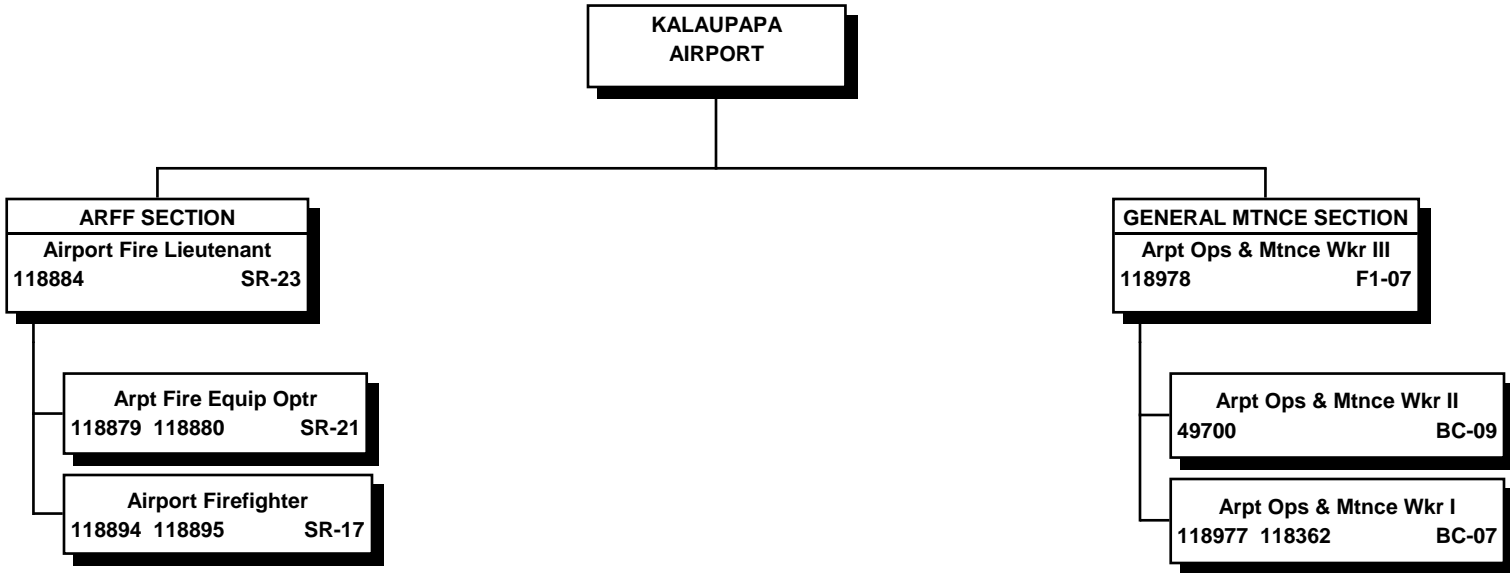 KALAUPAPA
AIRPORT
ARFF SECTION
Airport Fire Lieutenant
118884 SR-23
Arpt Fire Equip Optr
118879 118880 SR-21
Airport Firefighter
118894 118895 SR-17
GENERAL MTNCE SECTION
Arpt Ops & Mtnce Wkr III
118978 F1-07
Arpt Ops & Mtnce Wkr II
49700 BC-09
Arpt Ops & Mtnce Wkr I
118977 118362 BC-07